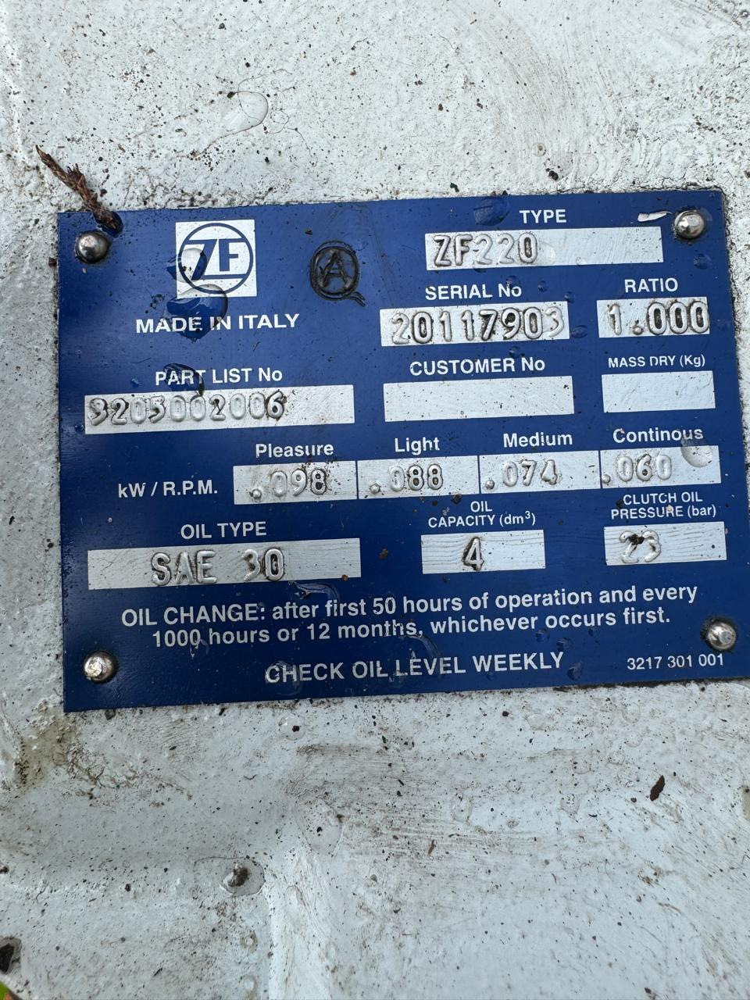 ZF
A
TYPE
ZF220
MADE IN ITALY
SERIAL No
20117903
RATIO
1.000
PART LIST No
3205002006
CUSTOMER No
MASS DRY (Kg)
kW / R.P.M.
Pleasure
.098
Light
.088
Medium
.074
Continous
.060
OIL TYPE
SAE 30
OIL
CAPACITY (dm³)
4
CLUTCH OIL
PRESSURE (bar)
23
OIL CHANGE: after first 50 hours of operation and every
1000 hours or 12 months, whichever occurs first.
CHECK OIL LEVEL WEEKLY
3217 301 001